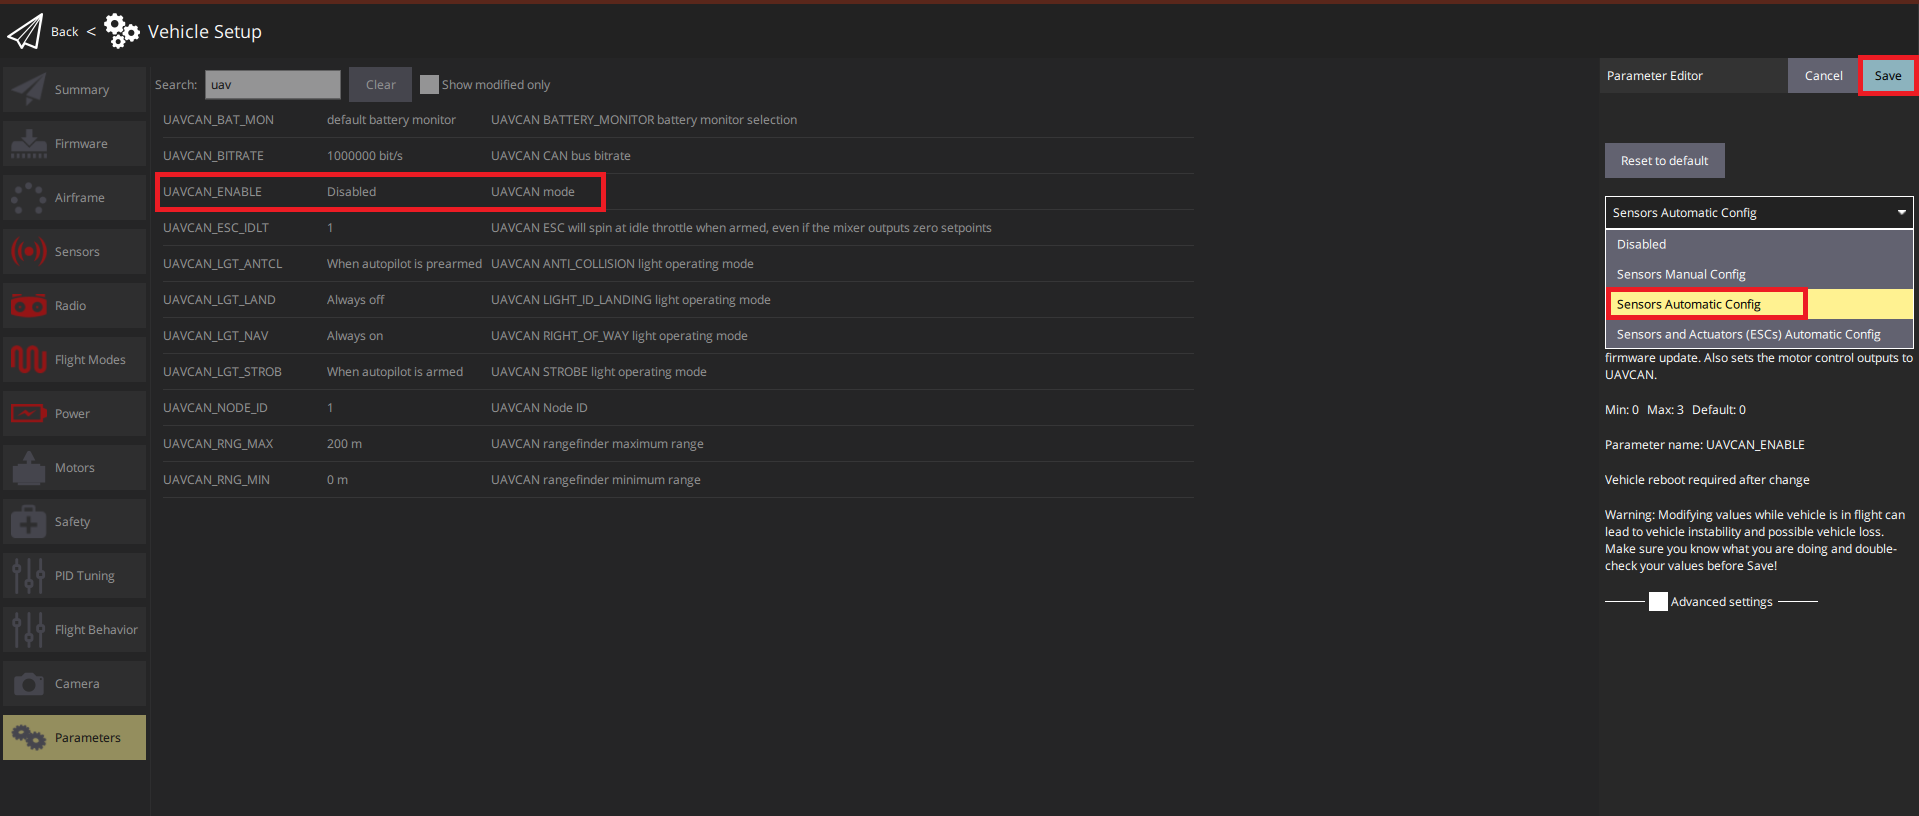 Back < Vehicle Setup
Summary
Firmware
Airframe
Sensors
Radio
Flight Modes
Power
Motors
Safety
PID Tuning
Flight Behavior
Camera
Parameters
Search: uav Clear Show modified only
UAVCAN_BAT_MON default battery monitor UAVCAN BATTERY_MONITOR battery monitor selection
UAVCAN_BITRATE 1000000 bit/s UAVCAN CAN bus bitrate
UAVCAN_ENABLE Disabled UAVCAN mode
UAVCAN_ESC_IDLT 1 UAVCAN ESC will spin at idle throttle when armed, even if the mixer outputs zero setpoints
UAVCAN_LGT_ANTCL When autopilot is prearmed UAVCAN ANTI_COLLISION light operating mode
UAVCAN_LGT_LAND Always off UAVCAN LIGHT_ID_LANDING light operating mode
UAVCAN_LGT_NAV Always on UAVCAN RIGHT_OF_WAY light operating mode
UAVCAN_LGT_STROB When autopilot is armed UAVCAN STROBE light operating mode
UAVCAN_NODE_ID 1 UAVCAN Node ID
UAVCAN_RNG_MAX 200 m UAVCAN rangefinder maximum range
UAVCAN_RNG_MIN 0 m UAVCAN rangefinder minimum range
Parameter Editor Cancel Save
Reset to default
Sensors Automatic Config
Disabled
Sensors Manual Config
Sensors Automatic Config
Sensors and Actuators (ESCs) Automatic Config
firmware update. Also sets the motor control outputs to
UAVCAN.
Min: 0 Max: 3 Default: 0
Parameter name: UAVCAN_ENABLE
Vehicle reboot required after change
Warning: Modifying values while vehicle is in flight can
lead to vehicle instability and possible vehicle loss.
Make sure you know what you are doing and double-
check your values before Save!
Advanced settings